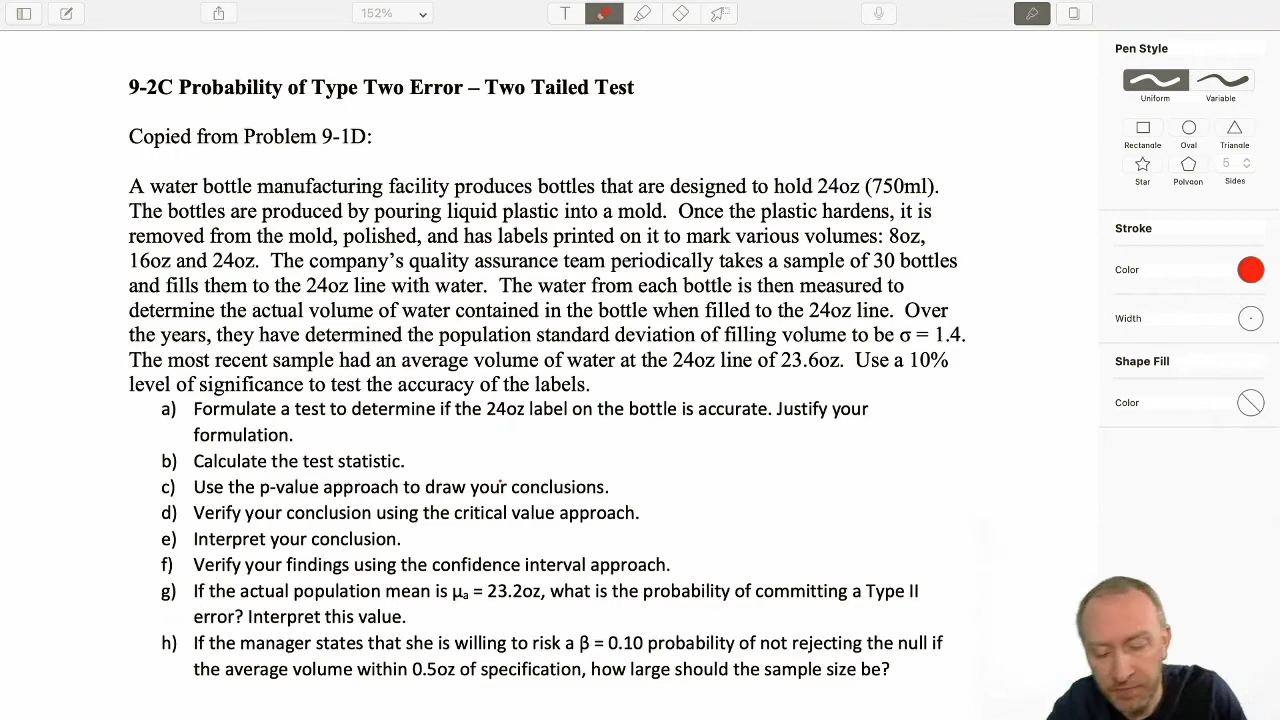 152%
T
9-2C Probability of Type Two Error – Two Tailed Test
Copied from Problem 9-1D:
A water bottle manufacturing facility produces bottles that are designed to hold 24oz (750ml).
The bottles are produced by pouring liquid plastic into a mold. Once the plastic hardens, it is
removed from the mold, polished, and has labels printed on it to mark various volumes: 8oz,
16oz and 24oz. The company’s quality assurance team periodically takes a sample of 30 bottles
and fills them to the 24oz line with water. The water from each bottle is then measured to
determine the actual volume of water contained in the bottle when filled to the 24oz line. Over
the years, they have determined the population standard deviation of filling volume to be σ = 1.4.
The most recent sample had an average volume of water at the 24oz line of 23.6oz. Use a 10%
level of significance to test the accuracy of the labels.
a) Formulate a test to determine if the 24oz label on the bottle is accurate. Justify your
formulation.
b) Calculate the test statistic.
c) Use the p-value approach to draw your conclusions.
d) Verify your conclusion using the critical value approach.
e) Interpret your conclusion.
f) Verify your findings using the confidence interval approach.
g) If the actual population mean is μₐ = 23.2oz, what is the probability of committing a Type II
error? Interpret this value.
h) If the manager states that she is willing to risk a β = 0.10 probability of not rejecting the null if
the average volume within 0.5oz of specification, how large should the sample size be?
Pen Style
Uniform Variable
Rectangle Oval Triangle
5
Star Polygon Sides
Stroke
Color
Width
Shape Fill
Color